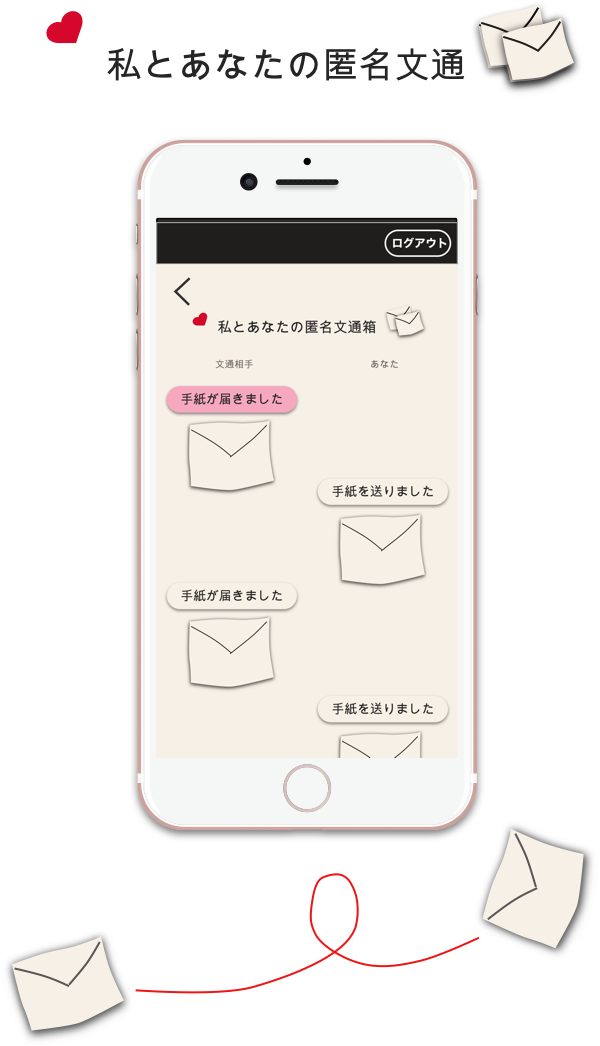 私とあなたの匿名文通
ログアウト
私とあなたの匿名文通箱
文通相手 あなた
手紙が届きました
手紙を送りました
手紙が届きました
手紙を送りました